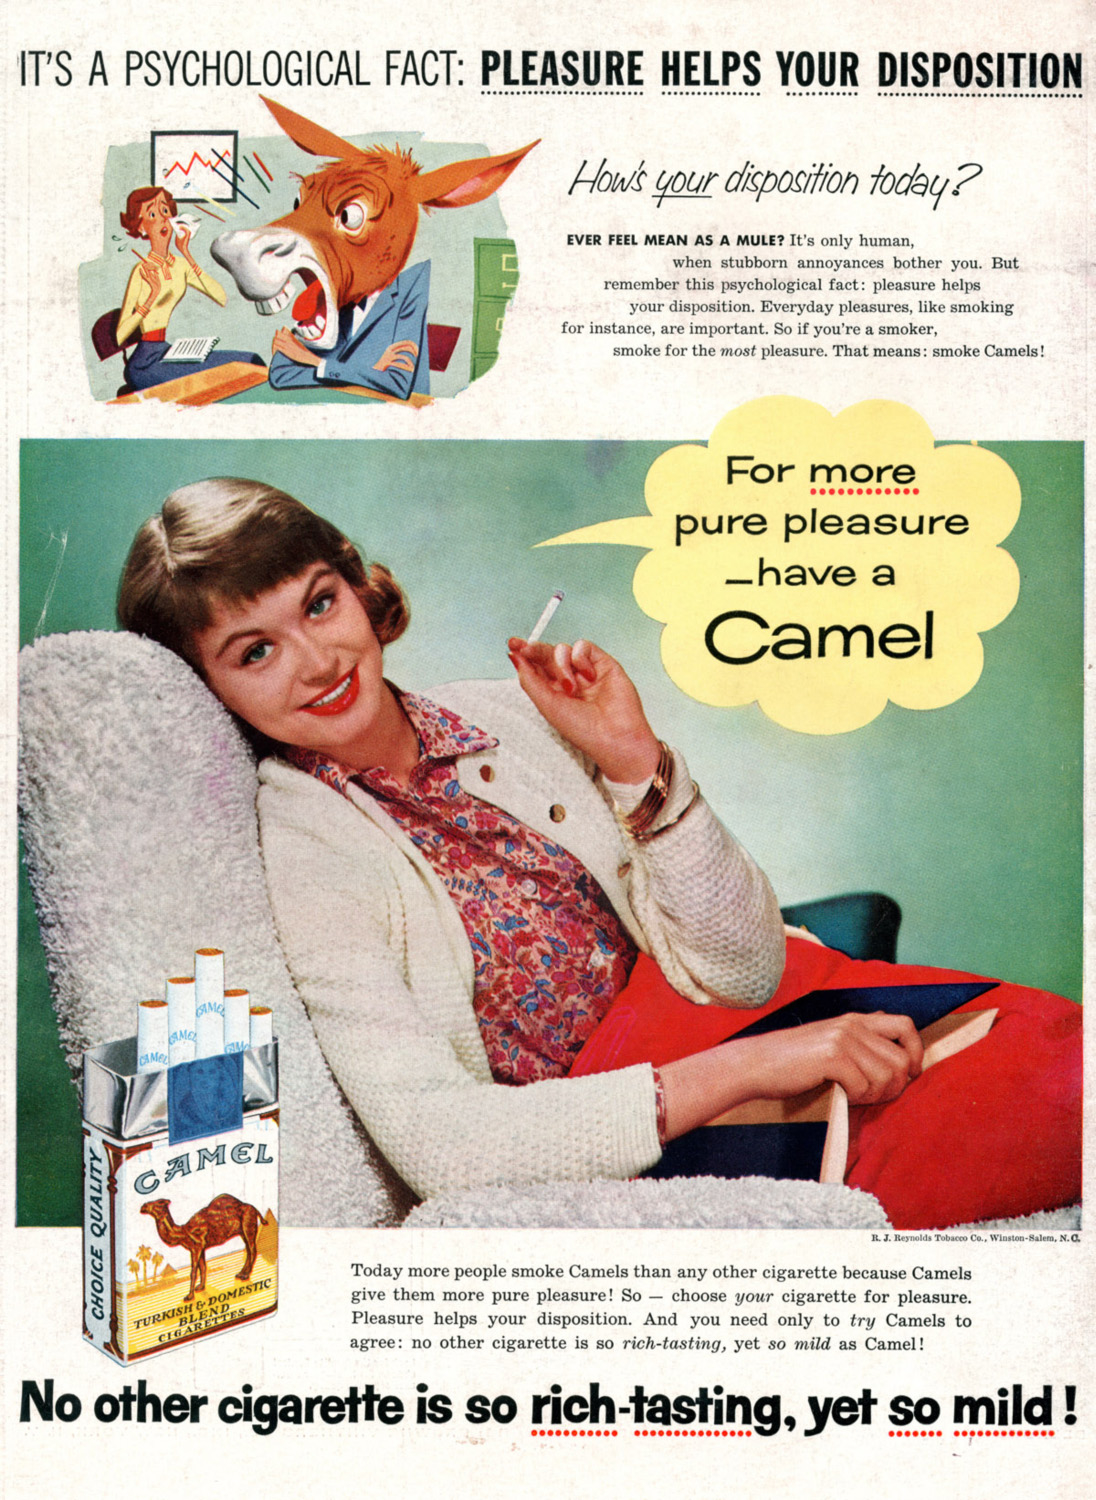 IT'S A PSYCHOLOGICAL FACT: PLEASURE HELPS YOUR DISPOSITION
How's your disposition today?
EVER FEEL MEAN AS A MULE? It's only human,
when stubborn annoyances bother you. But
remember this psychological fact: pleasure helps
your disposition. Everyday pleasures, like smoking
for instance, are important. So if you're a smoker,
smoke for the most pleasure. That means: smoke Camels!
For more
pure pleasure
—have a
Camel
CAMEL
CAMEL
CAMEL
CAMEL
CAMEL
CHOICE QUALITY
TURKISH & DOMESTIC
BLEND
CIGARETTES
R. J. Reynolds Tobacco Co., Winston-Salem, N. C.
Today more people smoke Camels than any other cigarette because Camels
give them more pure pleasure! So — choose your cigarette for pleasure.
Pleasure helps your disposition. And you need only to try Camels to
agree: no other cigarette is so rich-tasting, yet so mild as Camel!
No other cigarette is so rich-tasting, yet so mild!